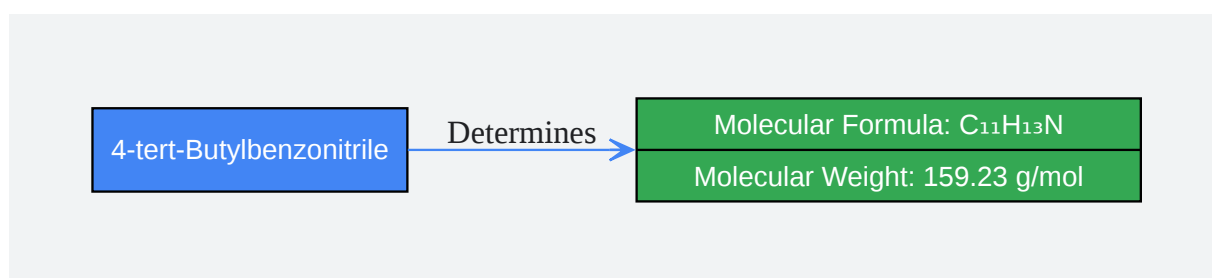 4-tert-Butylbenzonitrile
Determines
Molecular Formula: C₁₁H₁₃N
Molecular Weight: 159.23 g/mol